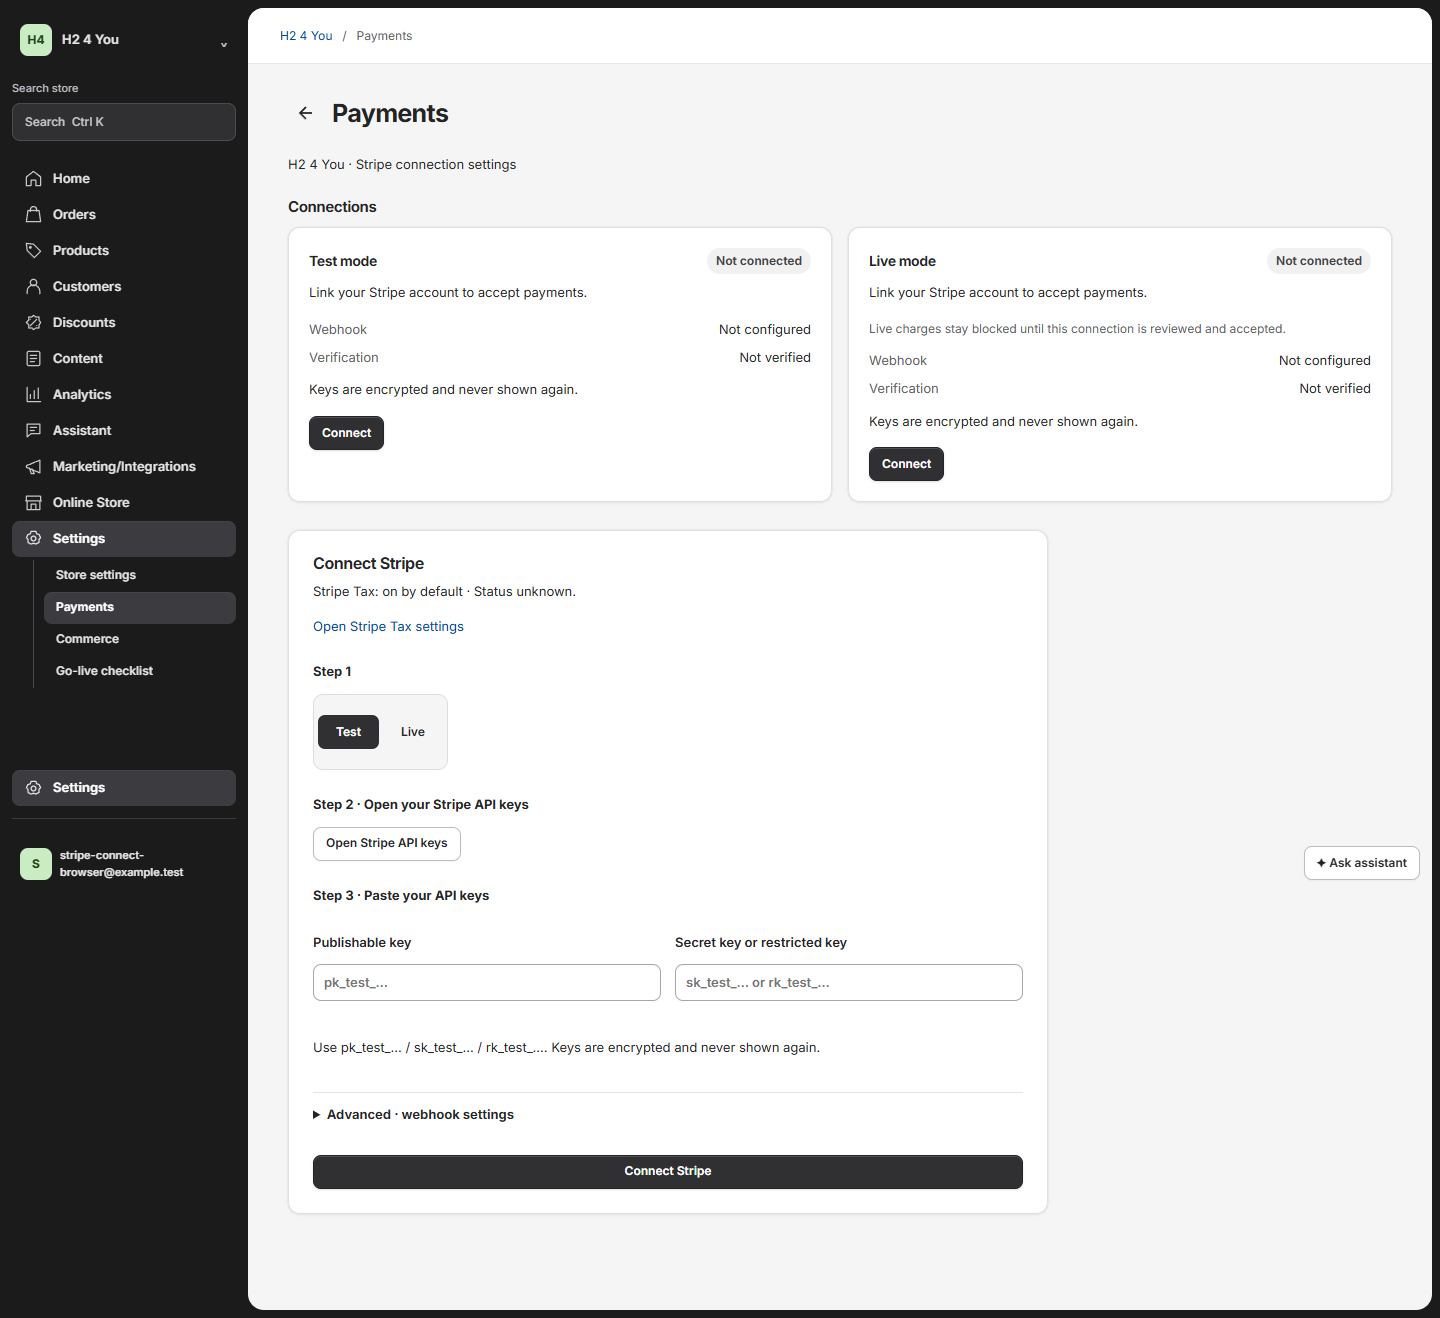 H4 H2 4 You
Search store
Search Ctrl K
Home
Orders
Products
Customers
Discounts
Content
Analytics
Assistant
Marketing/Integrations
Online Store
Settings
Store settings
Payments
Commerce
Go-live checklist
Settings
S
stripe-connect-
browser@example.test
H2 4 You / Payments
← Payments
H2 4 You · Stripe connection settings
Connections
Test mode Not connected
Link your Stripe account to accept payments.
Webhook Not configured
Verification Not verified
Keys are encrypted and never shown again.
Connect
Live mode Not connected
Link your Stripe account to accept payments.
Live charges stay blocked until this connection is reviewed and accepted.
Webhook Not configured
Verification Not verified
Keys are encrypted and never shown again.
Connect
Connect Stripe
Stripe Tax: on by default · Status unknown.
Open Stripe Tax settings
Step 1
Test Live
Step 2 · Open your Stripe API keys
Open Stripe API keys
Step 3 · Paste your API keys
Publishable key Secret key or restricted key
pk_test_... sk_test_... or rk_test_...
Use pk_test_... / sk_test_... / rk_test_.... Keys are encrypted and never shown again.
Advanced · webhook settings
Connect Stripe
✦ Ask assistant